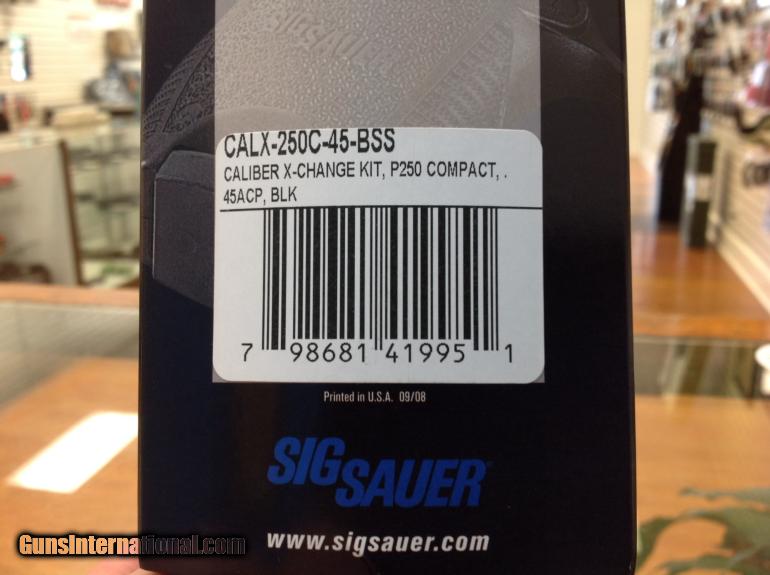 SIGSAUER
CALX-250C-45-BSS
CALIBER X-CHANGE KIT, P250 COMPACT, .
45ACP, BLK
7 98681 41995 1
Printed in U.S.A. 09/08
SIG SAUER
www.sigsauer.com
GunsInternational.com